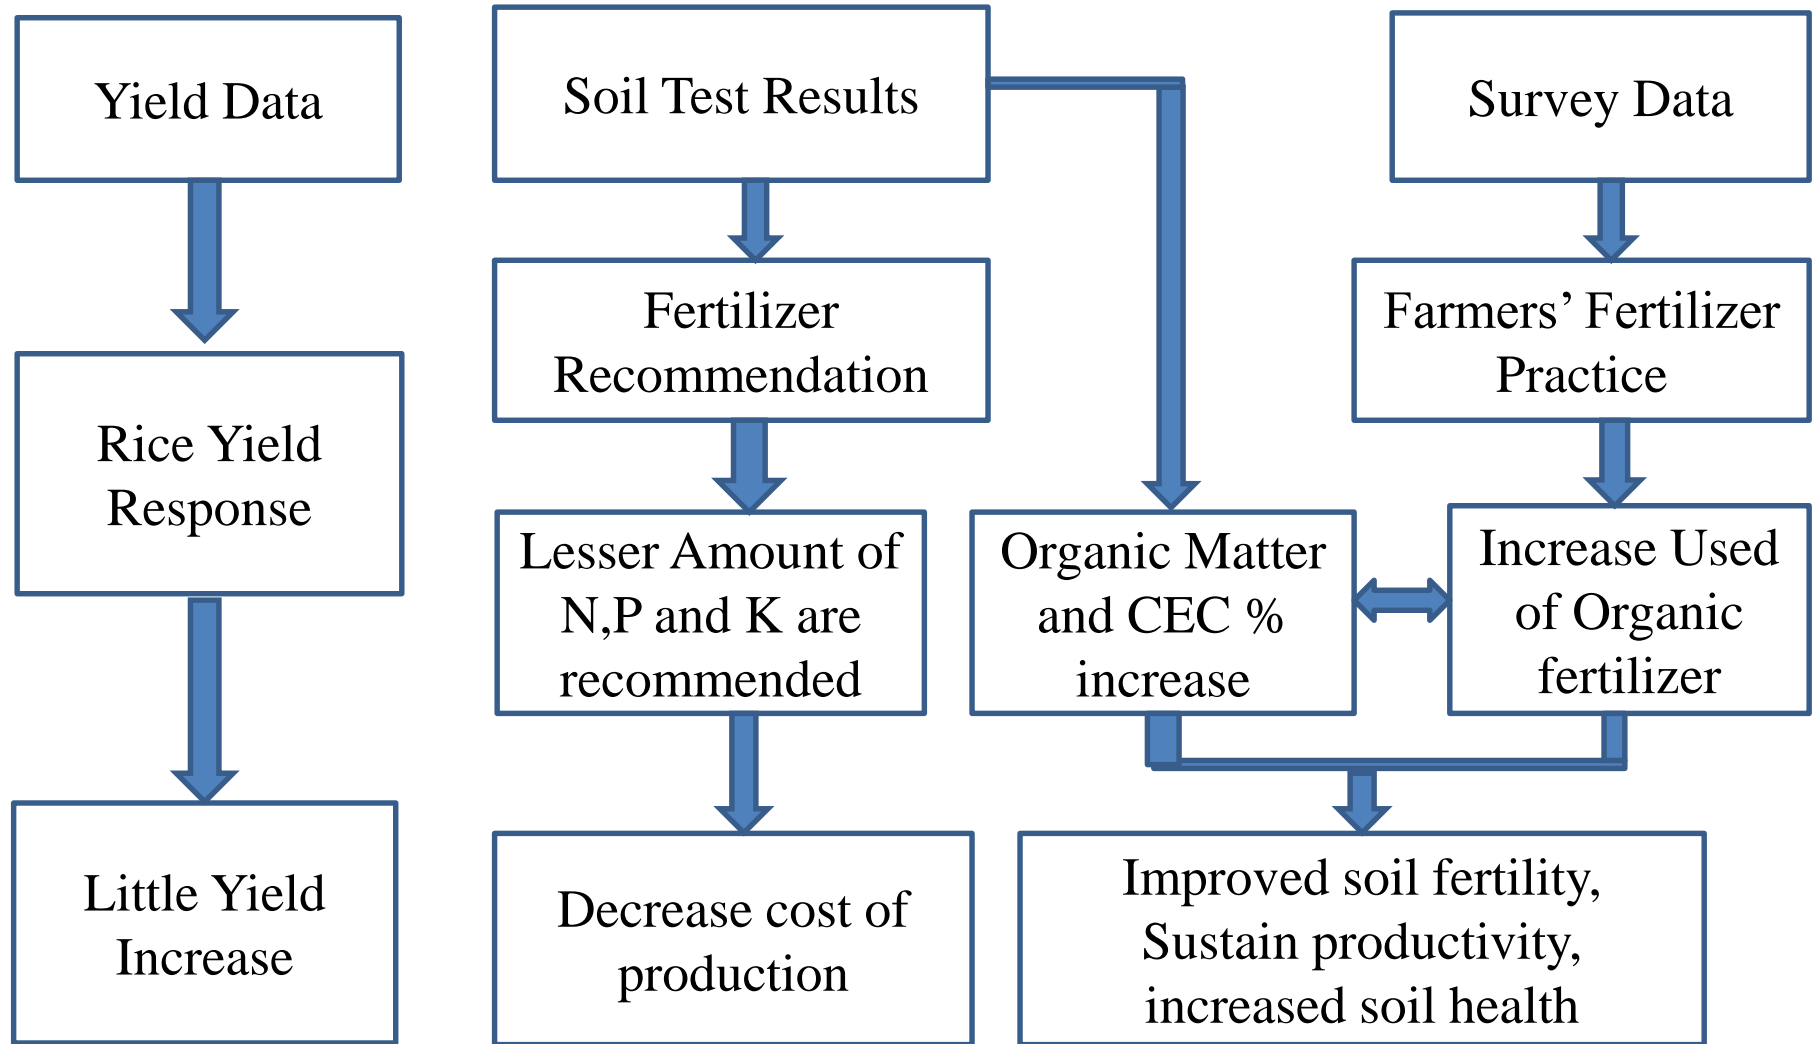 Yield Data
Soil Test Results
Survey Data
Fertilizer
Recommendation
Farmers’ Fertilizer
Practice
Rice Yield
Response
Lesser Amount of
N,P and K are
recommended
Organic Matter
and CEC %
increase
Increase Used
of Organic
fertilizer
Little Yield
Increase
Decrease cost of
production
Improved soil fertility,
Sustain productivity,
increased soil health